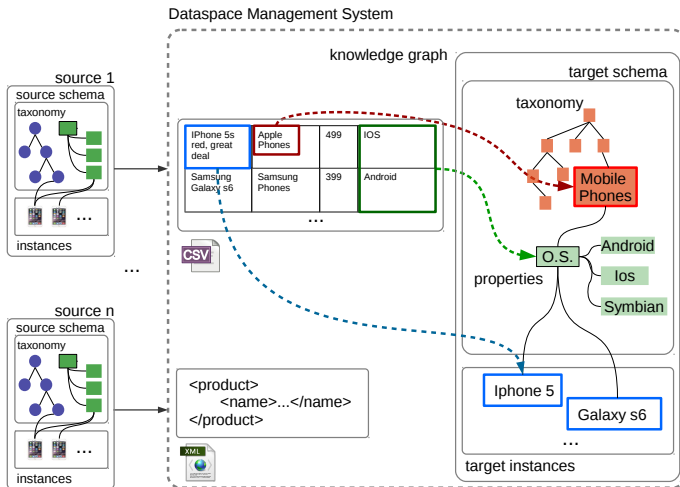 Dataspace Management System
knowledge graph
target schema
taxonomy
Mobile
Phones
O.S.
Android
Ios
Symbian
properties
Iphone 5
Galaxy s6
...
target instances
source 1
source schema
taxonomy
...
instances
...
source n
source schema
taxonomy
...
instances
IPhone 5s
red, great
deal
Apple
Phones
499
IOS
Samsung
Galaxy s6
Samsung
Phones
399
Android
...
CSV
<product>
<name>...</name>
</product>
XML